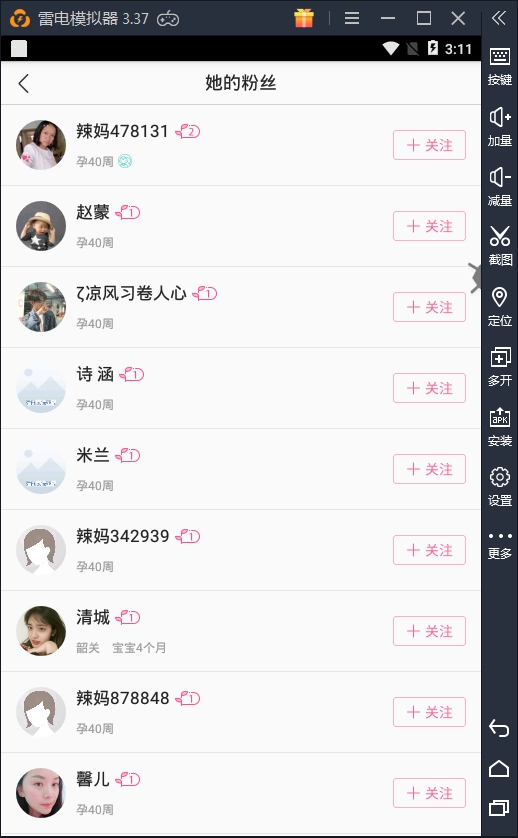 雷电模拟器 3.37
3:11
她的粉丝
辣妈478131 2
孕40周
+ 关注
赵蒙 1
孕40周
+ 关注
ζ凉风习卷人心 1
孕40周
+ 关注
诗 涵 1
孕40周
+ 关注
米兰 1
孕40周
+ 关注
辣妈342939 1
孕40周
+ 关注
清城 1
韶关 宝宝4个月
+ 关注
辣妈878848 1
孕40周
+ 关注
馨儿 1
孕40周
+ 关注
按键
加量
减量
截图
定位
多开
APK
安装
设置
更多